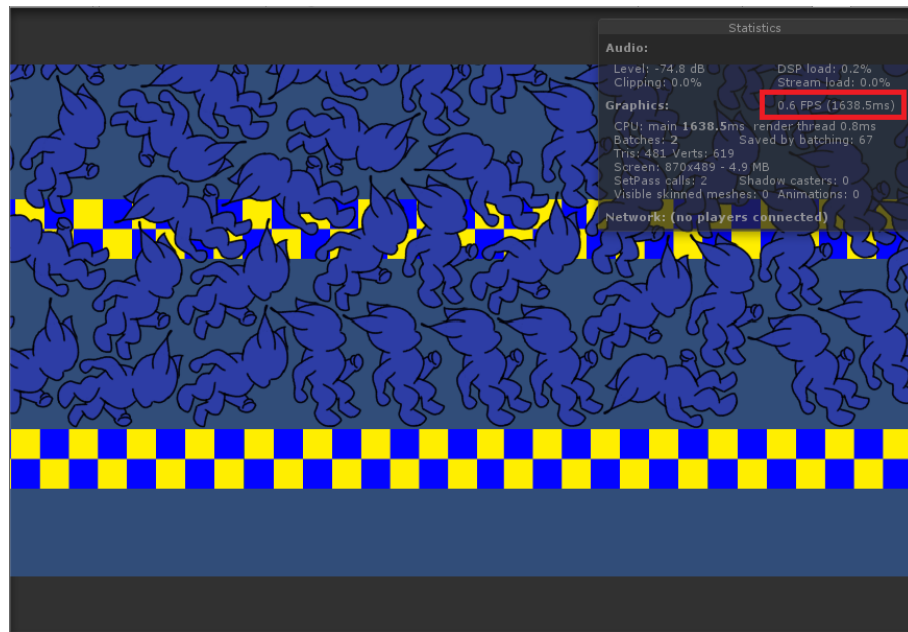 Statistics
Audio:
Level: -74.8 dB DSP load: 0.2%
Clipping: 0.0% Stream load: 0.0%
Graphics: 0.6 FPS (1638.5ms)
CPU: main 1638.5ms render thread 0.8ms
Batches: 2 Saved by batching: 67
Tris: 481 Verts: 619
Screen: 870x489 - 4.9 MB
SetPass calls: 2 Shadow casters: 0
Visible skinned meshes: 0 Animations: 0
Network: (no players connected)